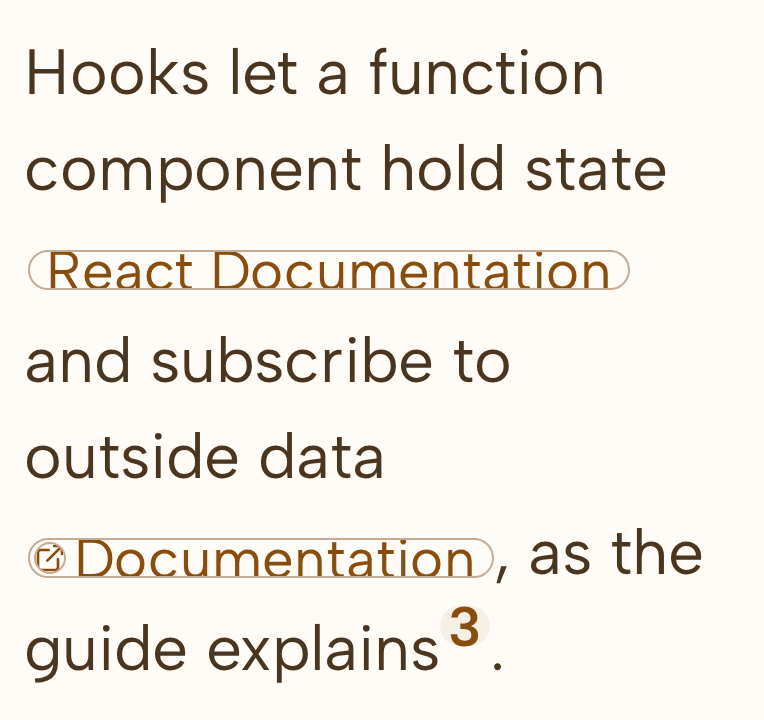 Hooks let a function
component hold state
React Documentation
and subscribe to
outside data
Documentation, as the
guide explains3.